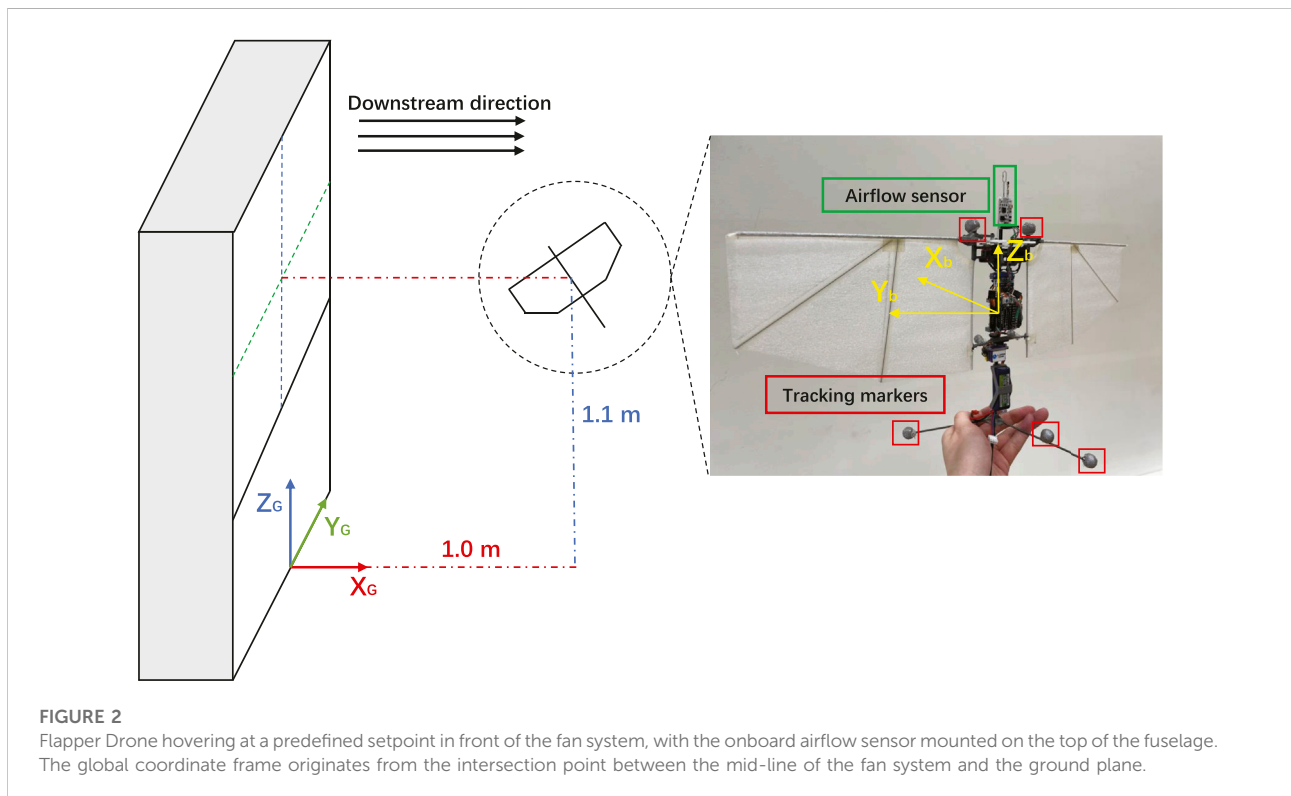 Downstream direction
Airflow sensor
Zb
Xb
Yb
Tracking markers
1.1 m
ZG
YG
1.0 m
XG
FIGURE 2
Flapper Drone hovering at a predefined setpoint in front of the fan system, with the onboard airflow sensor mounted on the top of the fuselage.
The global coordinate frame originates from the intersection point between the mid-line of the fan system and the ground plane.